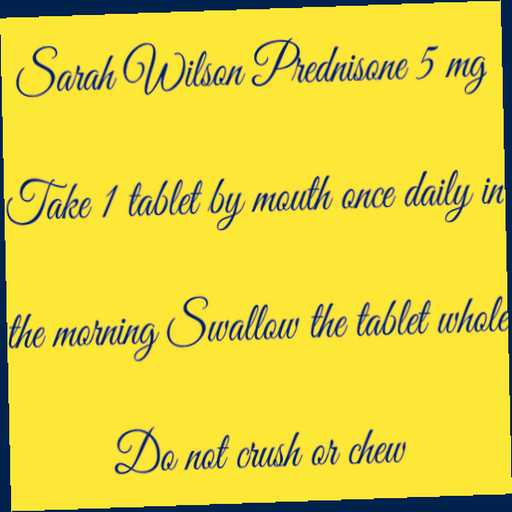 Sarah Wilson Prednisone 5 mg
Take 1 tablet by mouth once daily in
the morning Swallow the tablet whole
Do not crush or chew